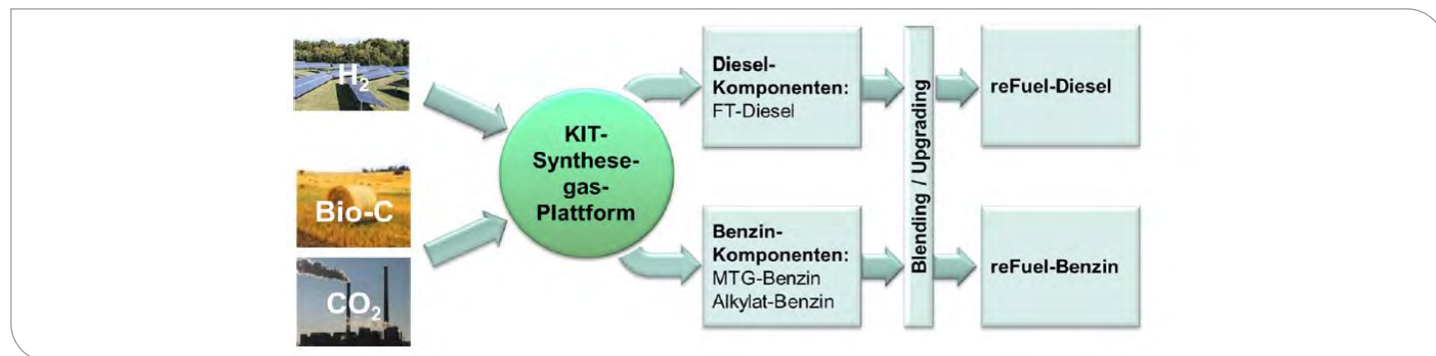 H₂
Bio-C
CO₂
KIT-
Synthese-
gas-
Plattform
Diesel-
Komponenten:
FT-Diesel
Benzin-
Komponenten:
MTG-Benzin
Alkylat-Benzin
Blending / Upgrading
reFuel-Diesel
reFuel-Benzin